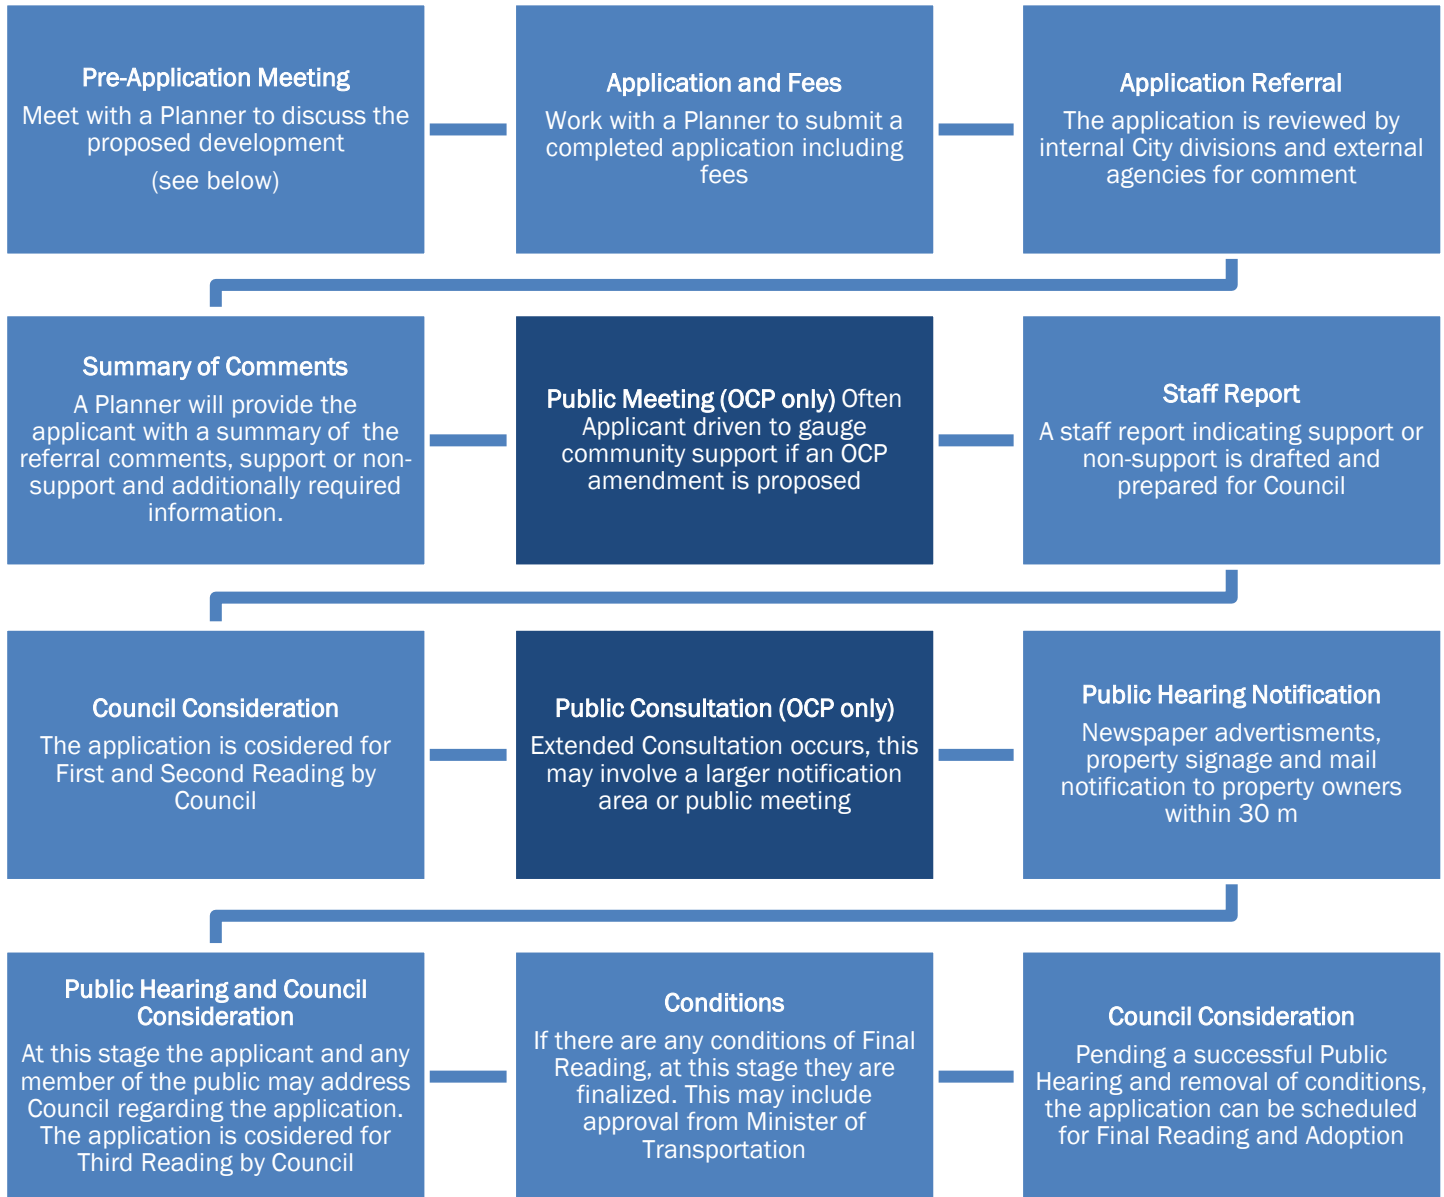 Pre-Application Meeting
Meet with a Planner to discuss the
proposed development
(see below)
Application and Fees
Work with a Planner to submit a
completed application including
fees
Application Referral
The application is reviewed by
internal City divisions and external
agencies for comment
Summary of Comments
A Planner will provide the
applicant with a summary of the
referral comments, support or non-
support and additionally required
information.
Public Meeting (OCP only) Often
Applicant driven to gauge
community support if an OCP
amendment is proposed
Staff Report
A staff report indicating support or
non-support is drafted and
prepared for Council
Council Consideration
The application is cosidered for
First and Second Reading by
Council
Public Consultation (OCP only)
Extended Consultation occurs, this
may involve a larger notification
area or public meeting
Public Hearing Notification
Newspaper advertisments,
property signage and mail
notification to property owners
within 30 m
Public Hearing and Council
Consideration
At this stage the applicant and any
member of the public may address
Council regarding the application.
The application is cosidered for
Third Reading by Council
Conditions
If there are any conditions of Final
Reading, at this stage they are
finalized. This may include
approval from Minister of
Transportation
Council Consideration
Pending a successful Public
Hearing and removal of conditions,
the application can be scheduled
for Final Reading and Adoption